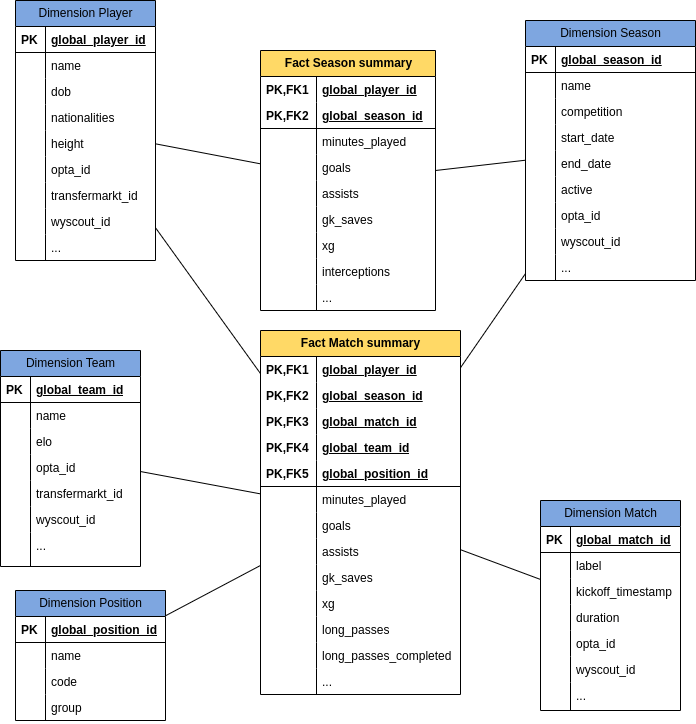 Dimension Player
PK global_player_id
name
dob
nationalities
height
opta_id
transfermarkt_id
wyscout_id
...
Fact Season summary
PK,FK1 global_player_id
PK,FK2 global_season_id
minutes_played
goals
assists
gk_saves
xg
interceptions
...
Dimension Season
PK global_season_id
name
competition
start_date
end_date
active
opta_id
wyscout_id
...
Dimension Team
PK global_team_id
name
elo
opta_id
transfermarkt_id
wyscout_id
...
Fact Match summary
PK,FK1 global_player_id
PK,FK2 global_season_id
PK,FK3 global_match_id
PK,FK4 global_team_id
PK,FK5 global_position_id
minutes_played
goals
assists
gk_saves
xg
long_passes
long_passes_completed
...
Dimension Match
PK global_match_id
label
kickoff_timestamp
duration
opta_id
wyscout_id
...
Dimension Position
PK global_position_id
name
code
group